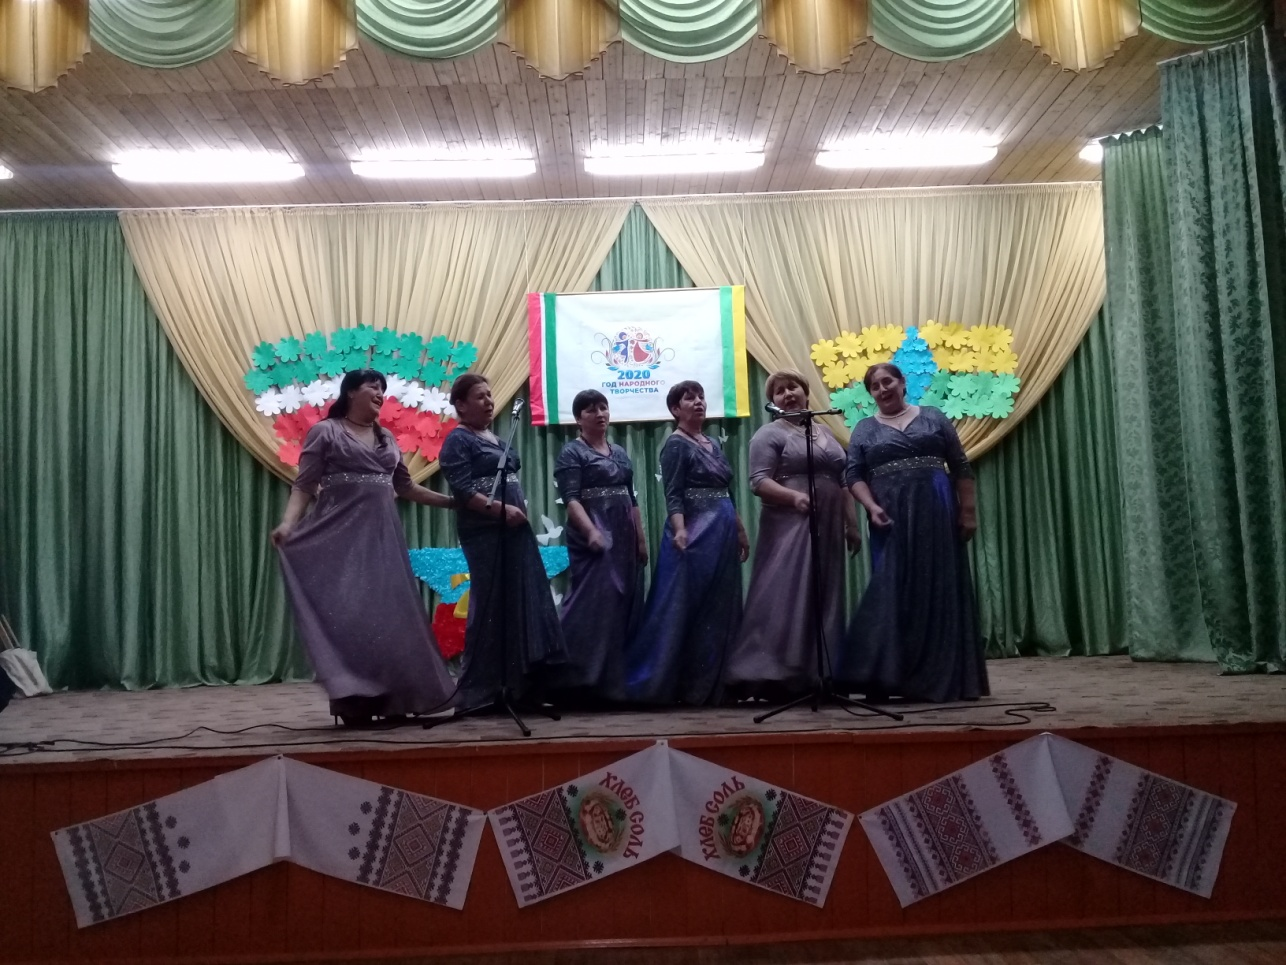 2020
ГОД НАРОДНОГО
ТВОРЧЕСТВА
ХЛЕБ СОЛЬ
ХЛЕБ СОЛЬ